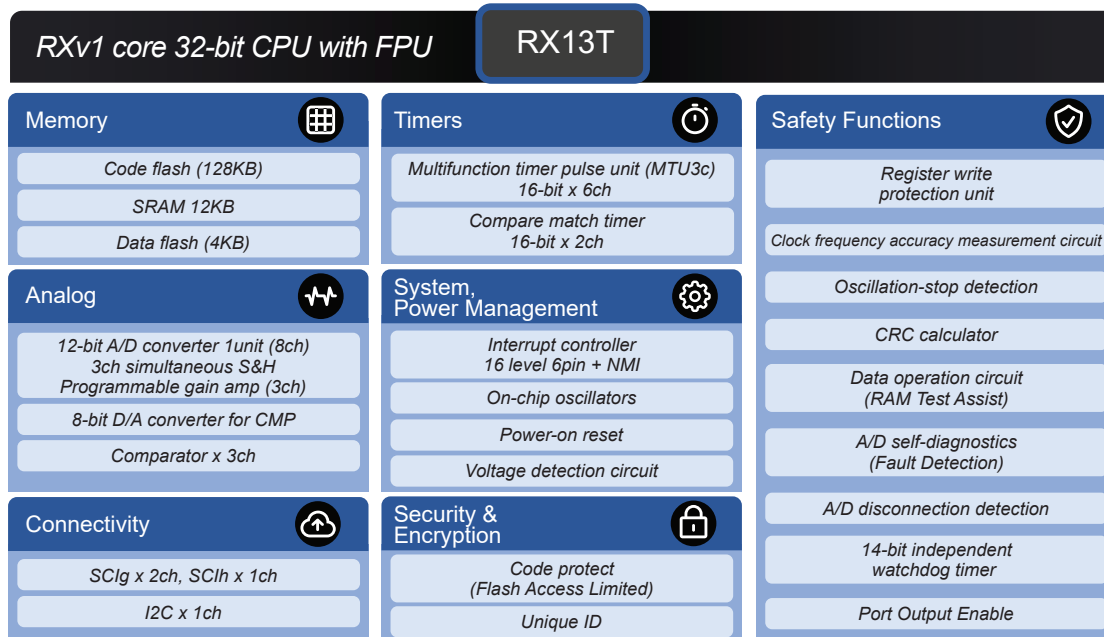 RXv1 core 32-bit CPU with FPU
RX13T
Memory
Code flash (128KB)
SRAM 12KB
Data flash (4KB)
Analog
12-bit A/D converter 1unit (8ch)
3ch simultaneous S&H
Programmable gain amp (3ch)
8-bit D/A converter for CMP
Comparator x 3ch
Connectivity
SCIg x 2ch, SCIh x 1ch
I2C x 1ch
Timers
Multifunction timer pulse unit (MTU3c)
16-bit x 6ch
Compare match timer
16-bit x 2ch
System,
Power Management
Interrupt controller
16 level 6pin + NMI
On-chip oscillators
Power-on reset
Voltage detection circuit
Security &
Encryption
Code protect
(Flash Access Limited)
Unique ID
Safety Functions
Register write
protection unit
Clock frequency accuracy measurement circuit
Oscillation-stop detection
CRC calculator
Data operation circuit
(RAM Test Assist)
A/D self-diagnostics
(Fault Detection)
A/D disconnection detection
14-bit independent
watchdog timer
Port Output Enable